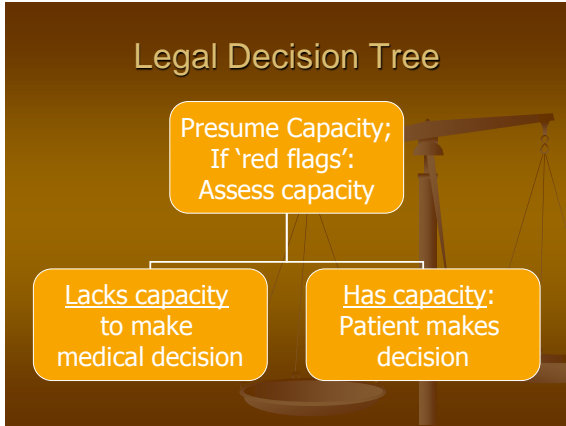 Legal Decision Tree
Presume Capacity;
If ‘red flags’:
Assess capacity
Lacks capacity
to make
medical decision
Has capacity:
Patient makes
decision